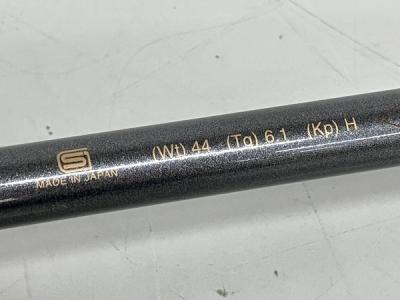 (Wt) 44 (Tq) 6.1 (Kp) H
MADE IN JAPAN